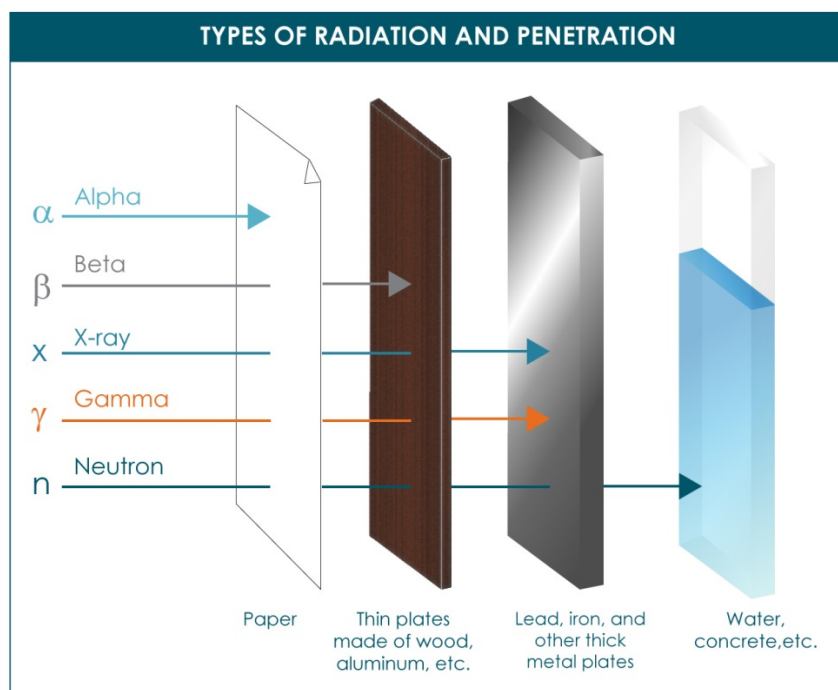 TYPES OF RADIATION AND PENETRATION
α Alpha
β Beta
x X-ray
γ Gamma
n Neutron
Paper
Thin plates
made of wood,
aluminum, etc.
Lead, iron, and
other thick
metal plates
Water,
concrete,etc.